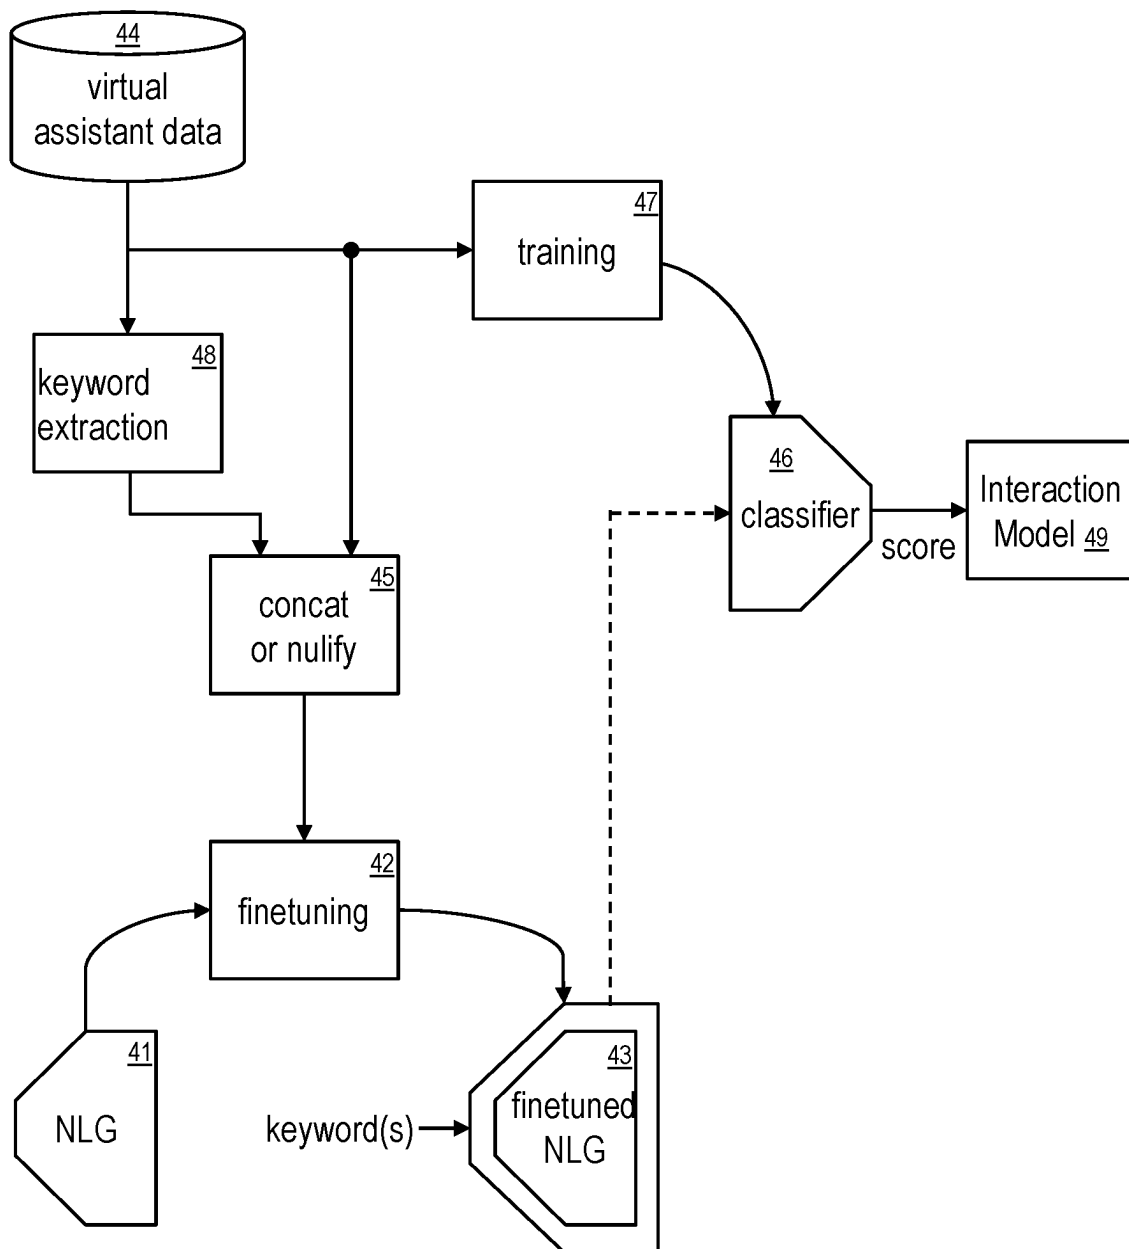 44
virtual
assistant data
47
training
48
keyword
extraction
46
classifier
score
Interaction
Model 49
45
concat
or nulify
42
finetuning
41
NLG
keyword(s)
43
finetuned
NLG